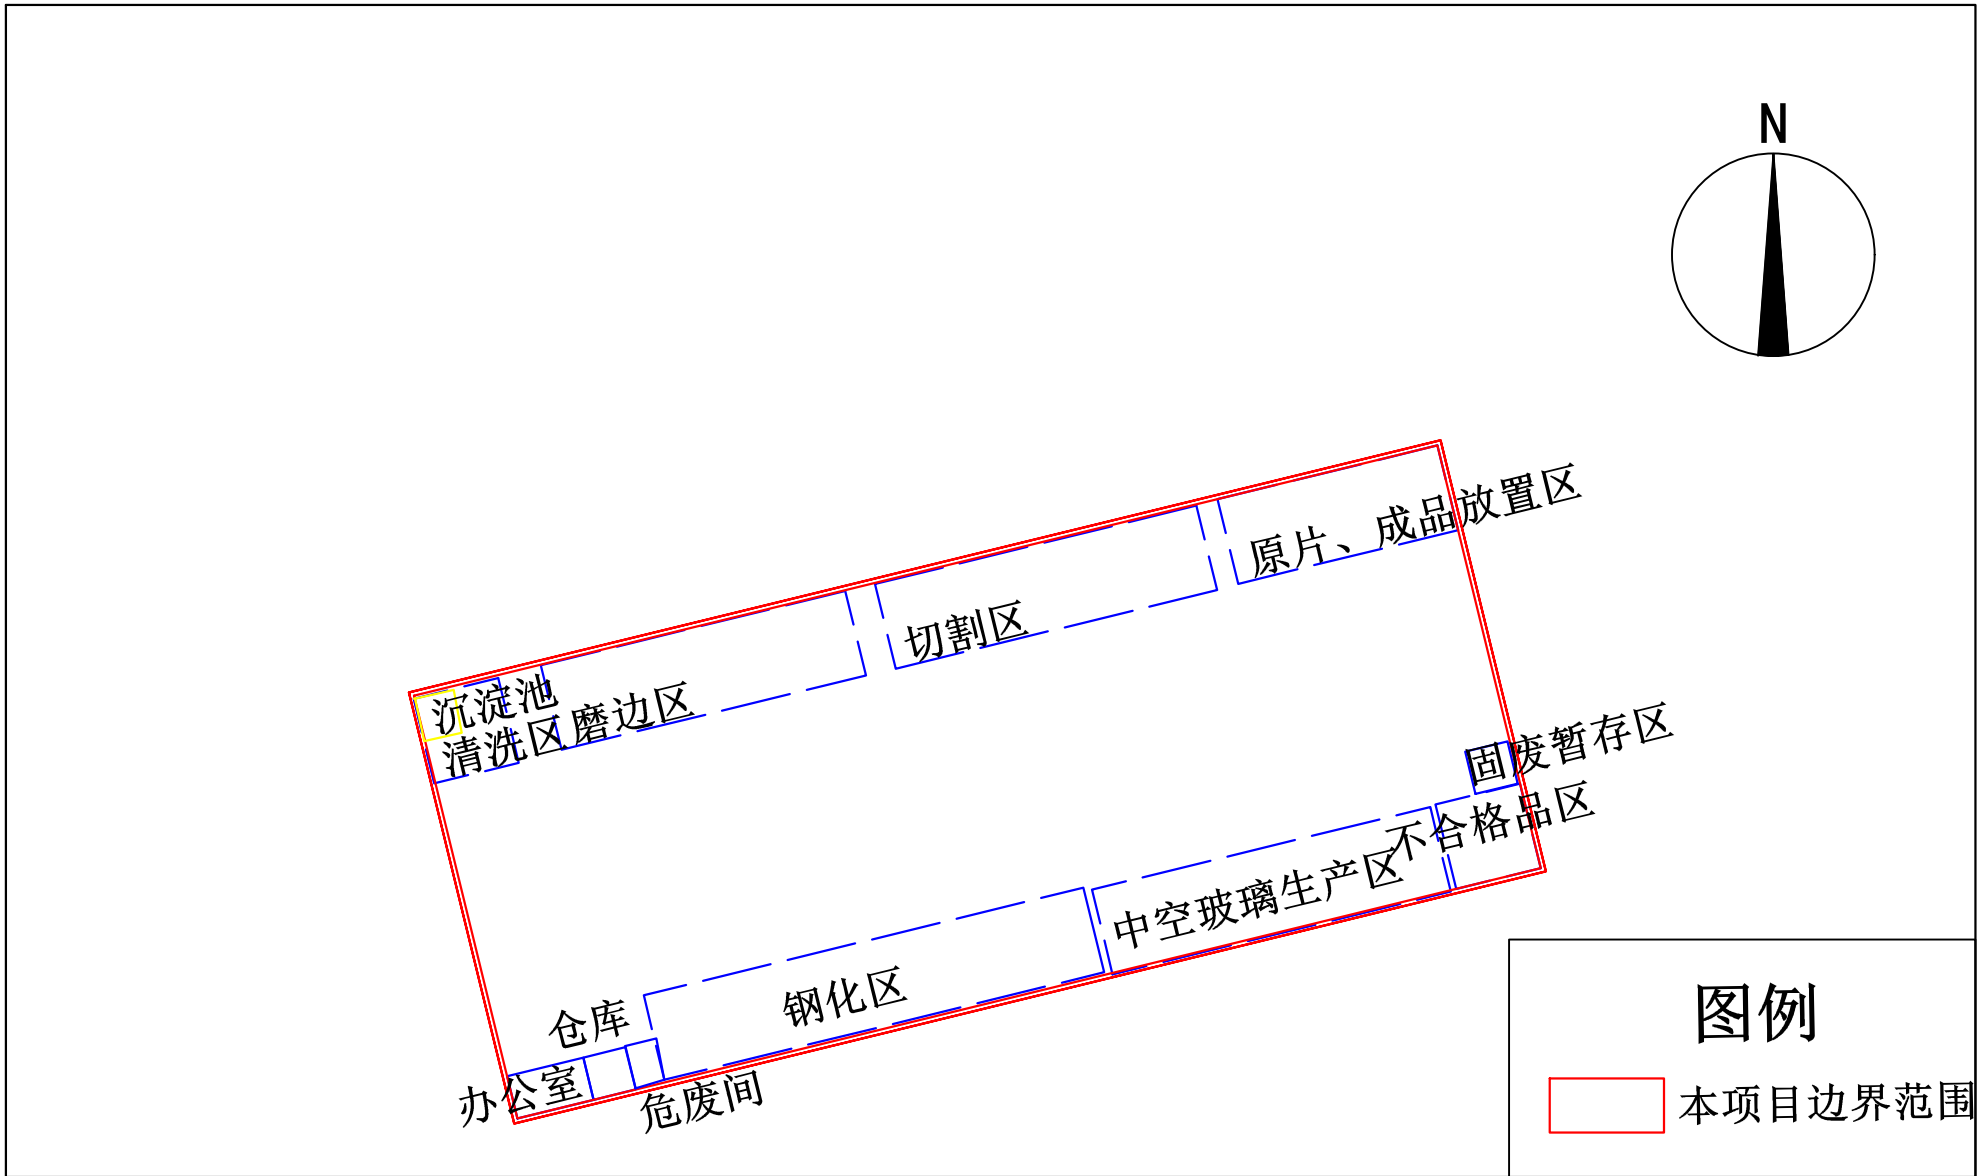 N
原片、成品放置区
切割区
沉淀池
清洗区
磨边区
固废暂存区
不合格品区
中空玻璃生产区
钢化区
仓库
办公室
危废间
图例
本项目边界范围